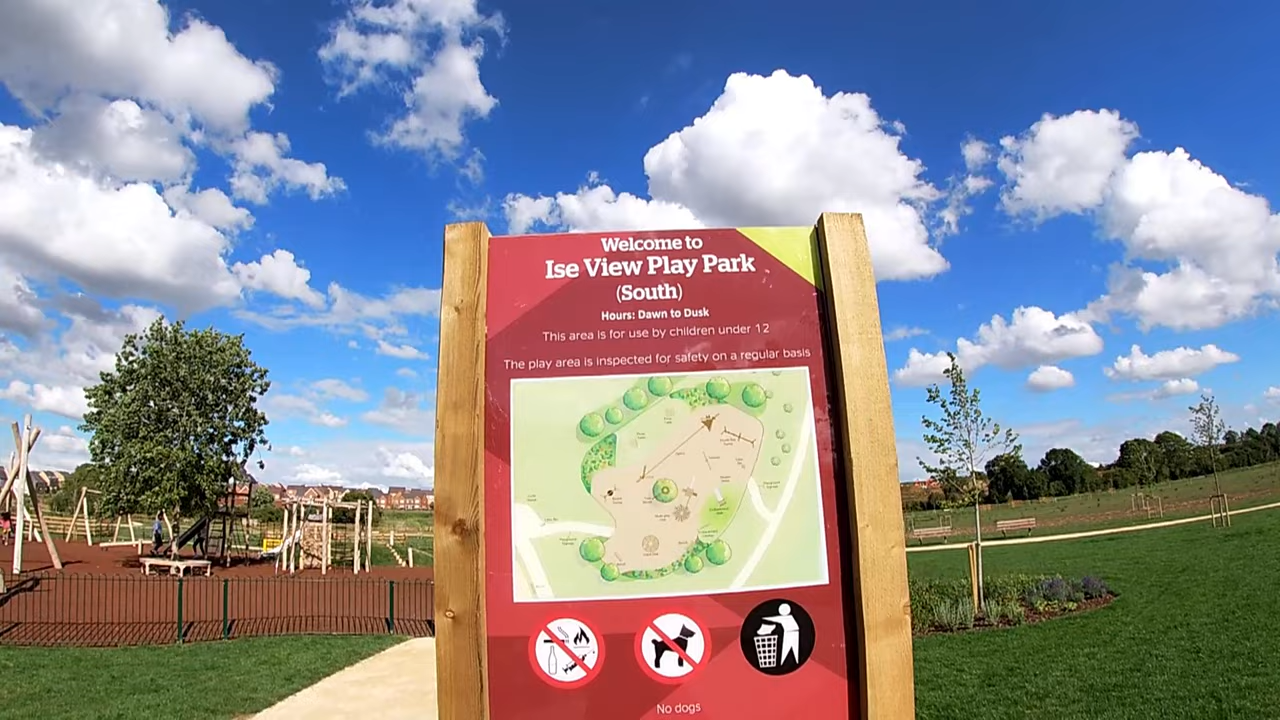 Welcome to
Ise View Play Park
(South)
Hours: Dawn to Dusk
This area is for use by children under 12
The play area is inspected for safety on a regular basis
No dogs